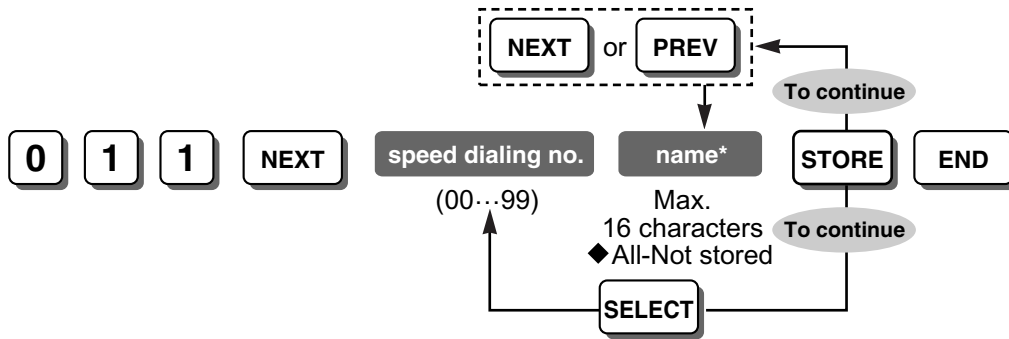 NEXT or PREV
To continue
0 1 1 NEXT speed dialing no. name* STORE END
(00···99) Max.
16 characters
To continue
◆All-Not stored
SELECT